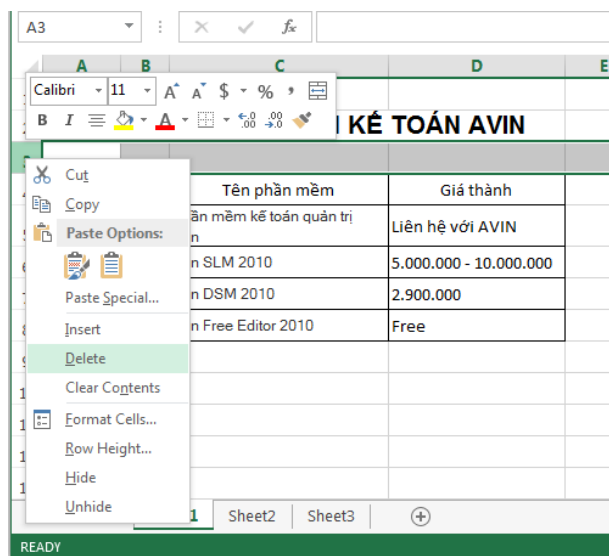 A3
fx
A B C D E
Calibri 11 A A $ % ,
B I A .00 .0
KẾ TOÁN AVIN
Cut
Copy
Paste Options:
Paste Special...
Insert
Delete
Clear Contents
Format Cells...
Row Height...
Hide
Unhide
Tên phần mềm Giá thành
mềm kế toán quản trị
Liên hệ với AVIN
n SLM 2010 5.000.000 - 10.000.000
n DSM 2010 2.900.000
n Free Editor 2010 Free
1 Sheet2 Sheet3
READY